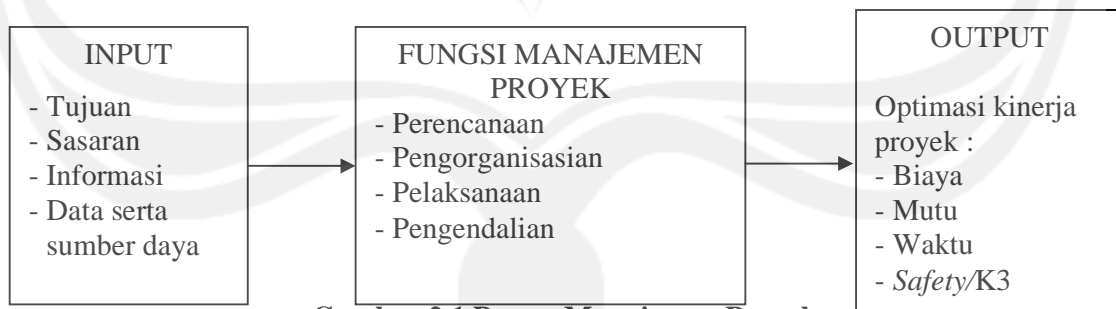 INPUT
- Tujuan
- Sasaran
- Informasi
- Data serta
sumber daya
FUNGSI MANAJEMEN
PROYEK
- Perencanaan
- Pengorganisasian
- Pelaksanaan
- Pengendalian
OUTPUT
Optimasi kinerja
proyek :
- Biaya
- Mutu
- Waktu
- Safety/K3